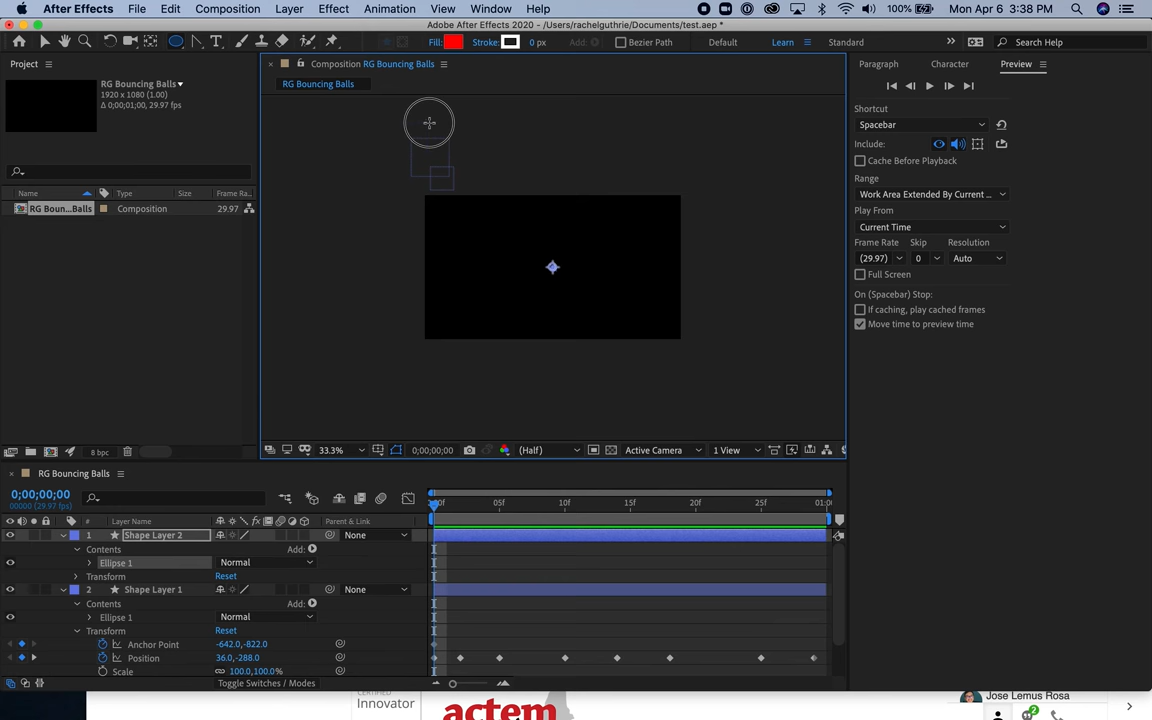 After Effects File Edit Composition Layer Effect Animation View Window Help 100% Mon Apr 6 3:38 PM
Adobe After Effects 2020 - /Users/rachelguthrie/Documents/test.aep *
Fill: Stroke: 0 px Add: Bezier Path Default Learn Standard Search Help
Project Composition RG Bouncing Balls Paragraph Character Preview
RG Bouncing Balls
1920 x 1080 (1.00)
Δ 0;00;01;00, 29.97 fps
RG Bouncing Balls
Shortcut
Spacebar
Include:
Cache Before Playback
Range
Work Area Extended By Current ...
Play From
Current Time
Frame Rate Skip Resolution
(29.97) 0 Auto
Full Screen
On (Spacebar) Stop:
If caching, play cached frames
Move time to preview time
Name Type Size Frame Ra...
RG Boun...Balls Composition 29.97
8 bpc
33.3% 0;00;00;00 (Half) Active Camera 1 View
RG Bouncing Balls
0;00;00;00
00000 (29.97 fps)
05f 10f 15f 20f 25f
# Layer Name Parent & Link
1 Shape Layer 2 None
Contents Add:
Ellipse 1 Normal
Transform Reset
2 Shape Layer 1 None
Contents Add:
Ellipse 1 Normal
Transform Reset
Anchor Point -642.0,-822.0
Position 36.0,-288.0
Scale 100.0,100.0%
Toggle Switches / Modes
CERTIFIED
Innovator
actem
Jose Lemus Rosa
2